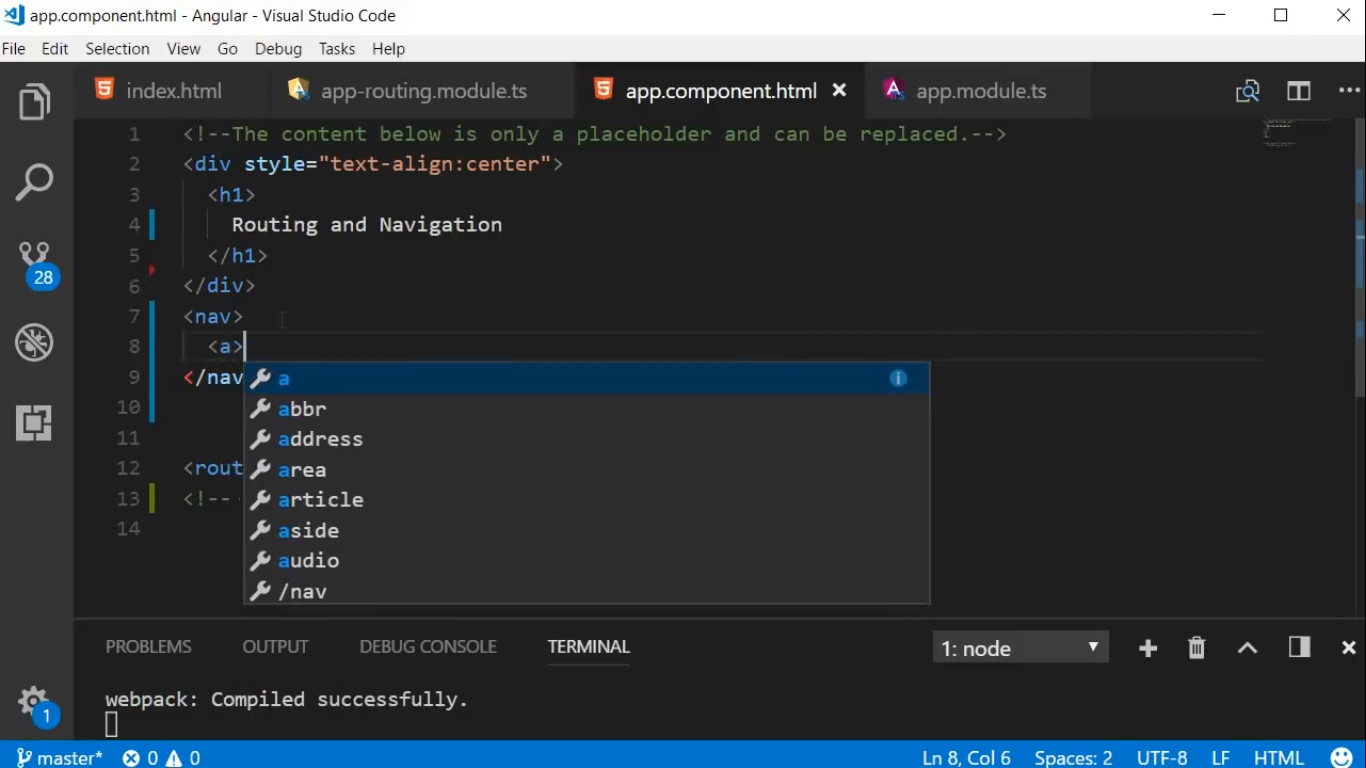 app.component.html - Angular - Visual Studio Code
File Edit Selection View Go Debug Tasks Help
index.html app-routing.module.ts app.component.html app.module.ts
1 <!--The content below is only a placeholder and can be replaced.-->
2 <div style="text-align:center">
3 <h1>
4 Routing and Navigation
5 </h1>
6 </div>
7 <nav>
8 <a>
9 </nav
a
abbr
10
address
11
area
12 <rout
article
13 <!--
aside
14
audio
/nav
PROBLEMS OUTPUT DEBUG CONSOLE TERMINAL 1: node
webpack: Compiled successfully.
28
1
master* 0 0 Ln 8, Col 6 Spaces: 2 UTF-8 LF HTML